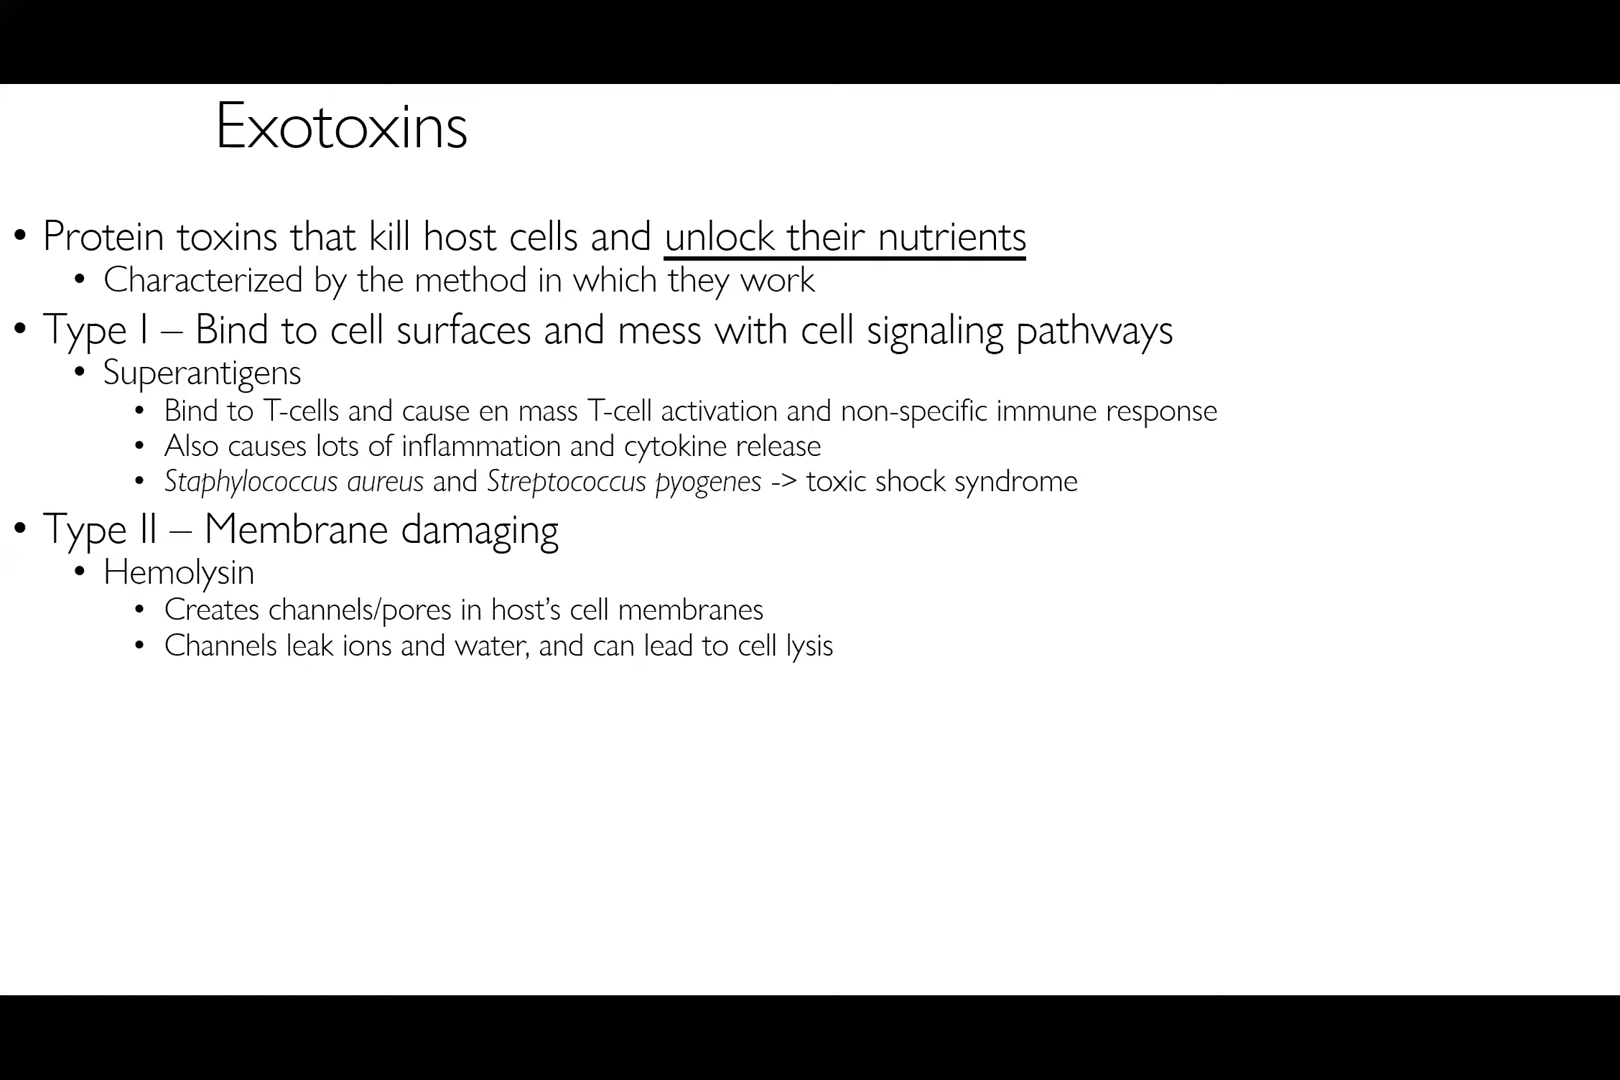 Exotoxins
• Protein toxins that kill host cells and unlock their nutrients
• Characterized by the method in which they work
• Type I – Bind to cell surfaces and mess with cell signaling pathways
• Superantigens
• Bind to T-cells and cause en mass T-cell activation and non-specific immune response
• Also causes lots of inflammation and cytokine release
• Staphylococcus aureus and Streptococcus pyogenes -> toxic shock syndrome
• Type II – Membrane damaging
• Hemolysin
• Creates channels/pores in host’s cell membranes
• Channels leak ions and water, and can lead to cell lysis